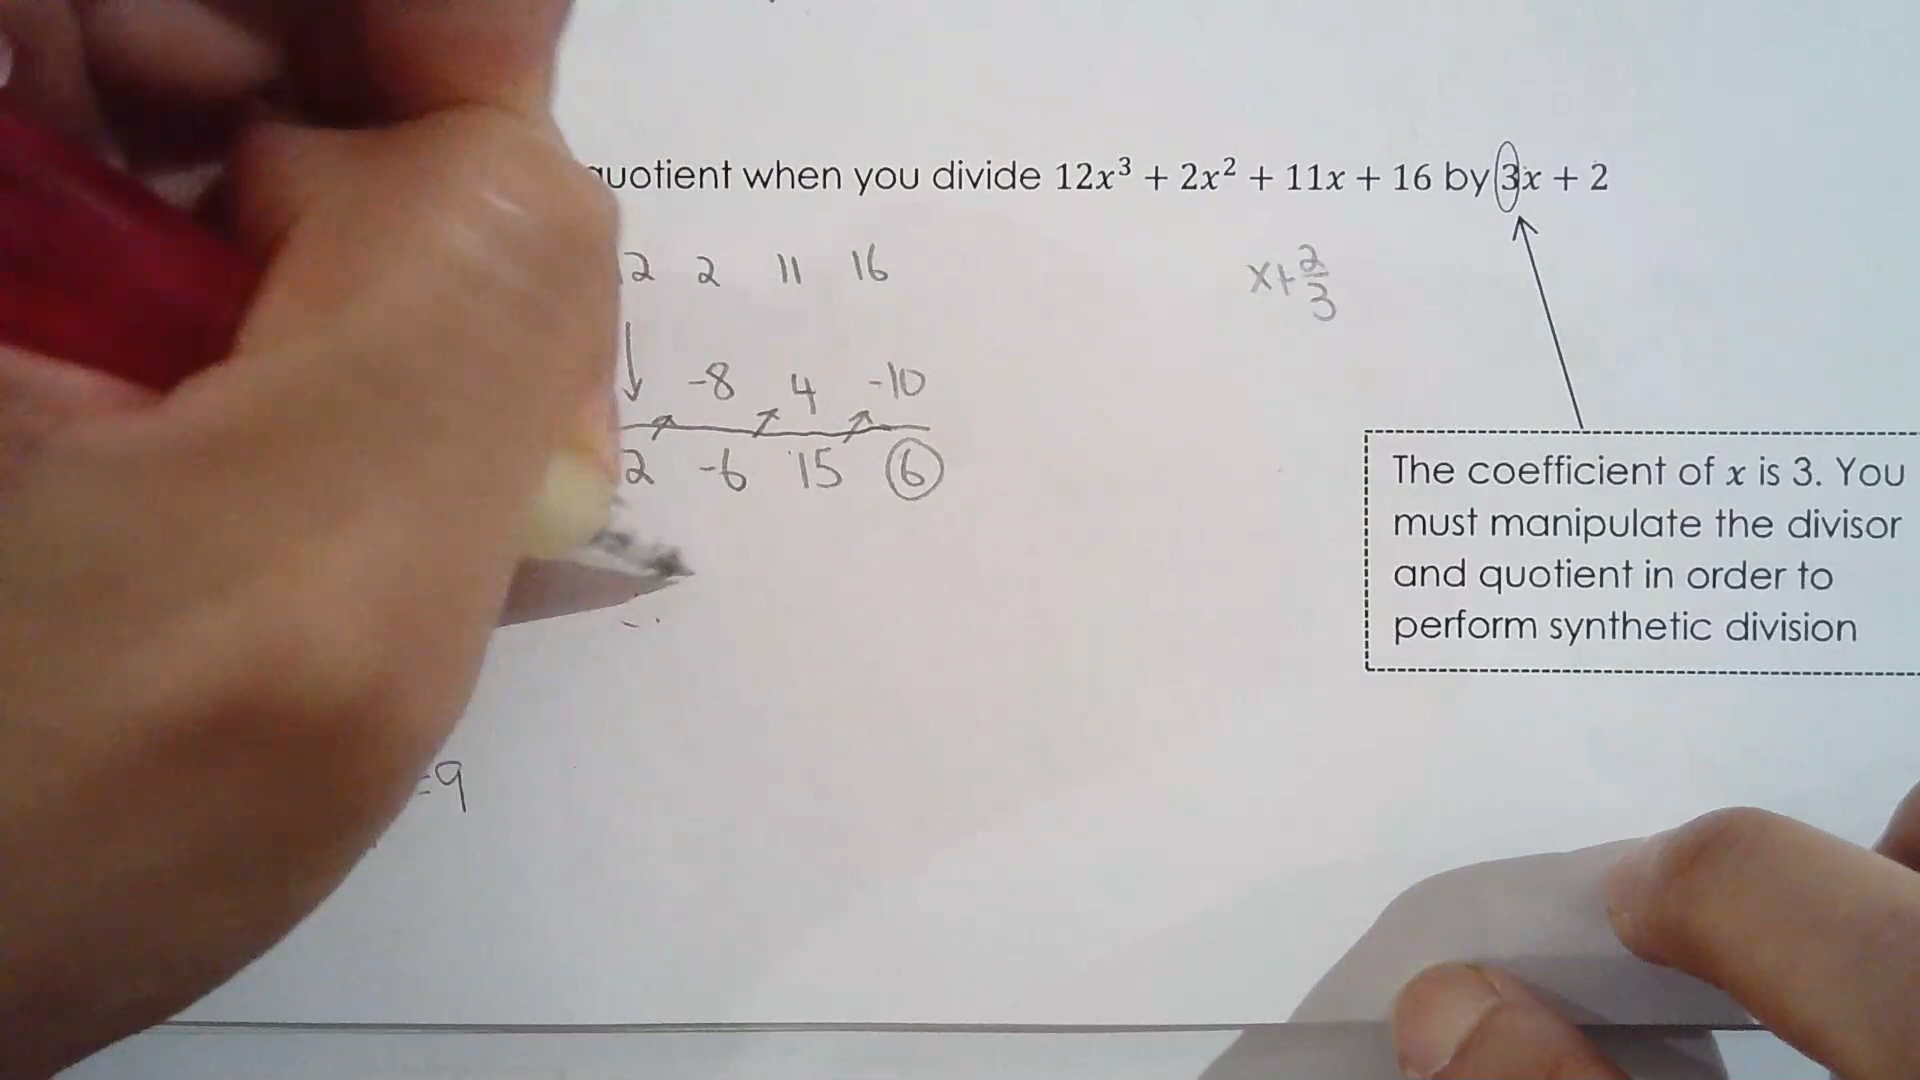 quotient when you divide 12x³ + 2x² + 11x + 16 by 3x + 2
12 2 11 16
x + 2/3
-8 4 -10
2 -6 15 6
The coefficient of x is 3. You
must manipulate the divisor
and quotient in order to
perform synthetic division
=9